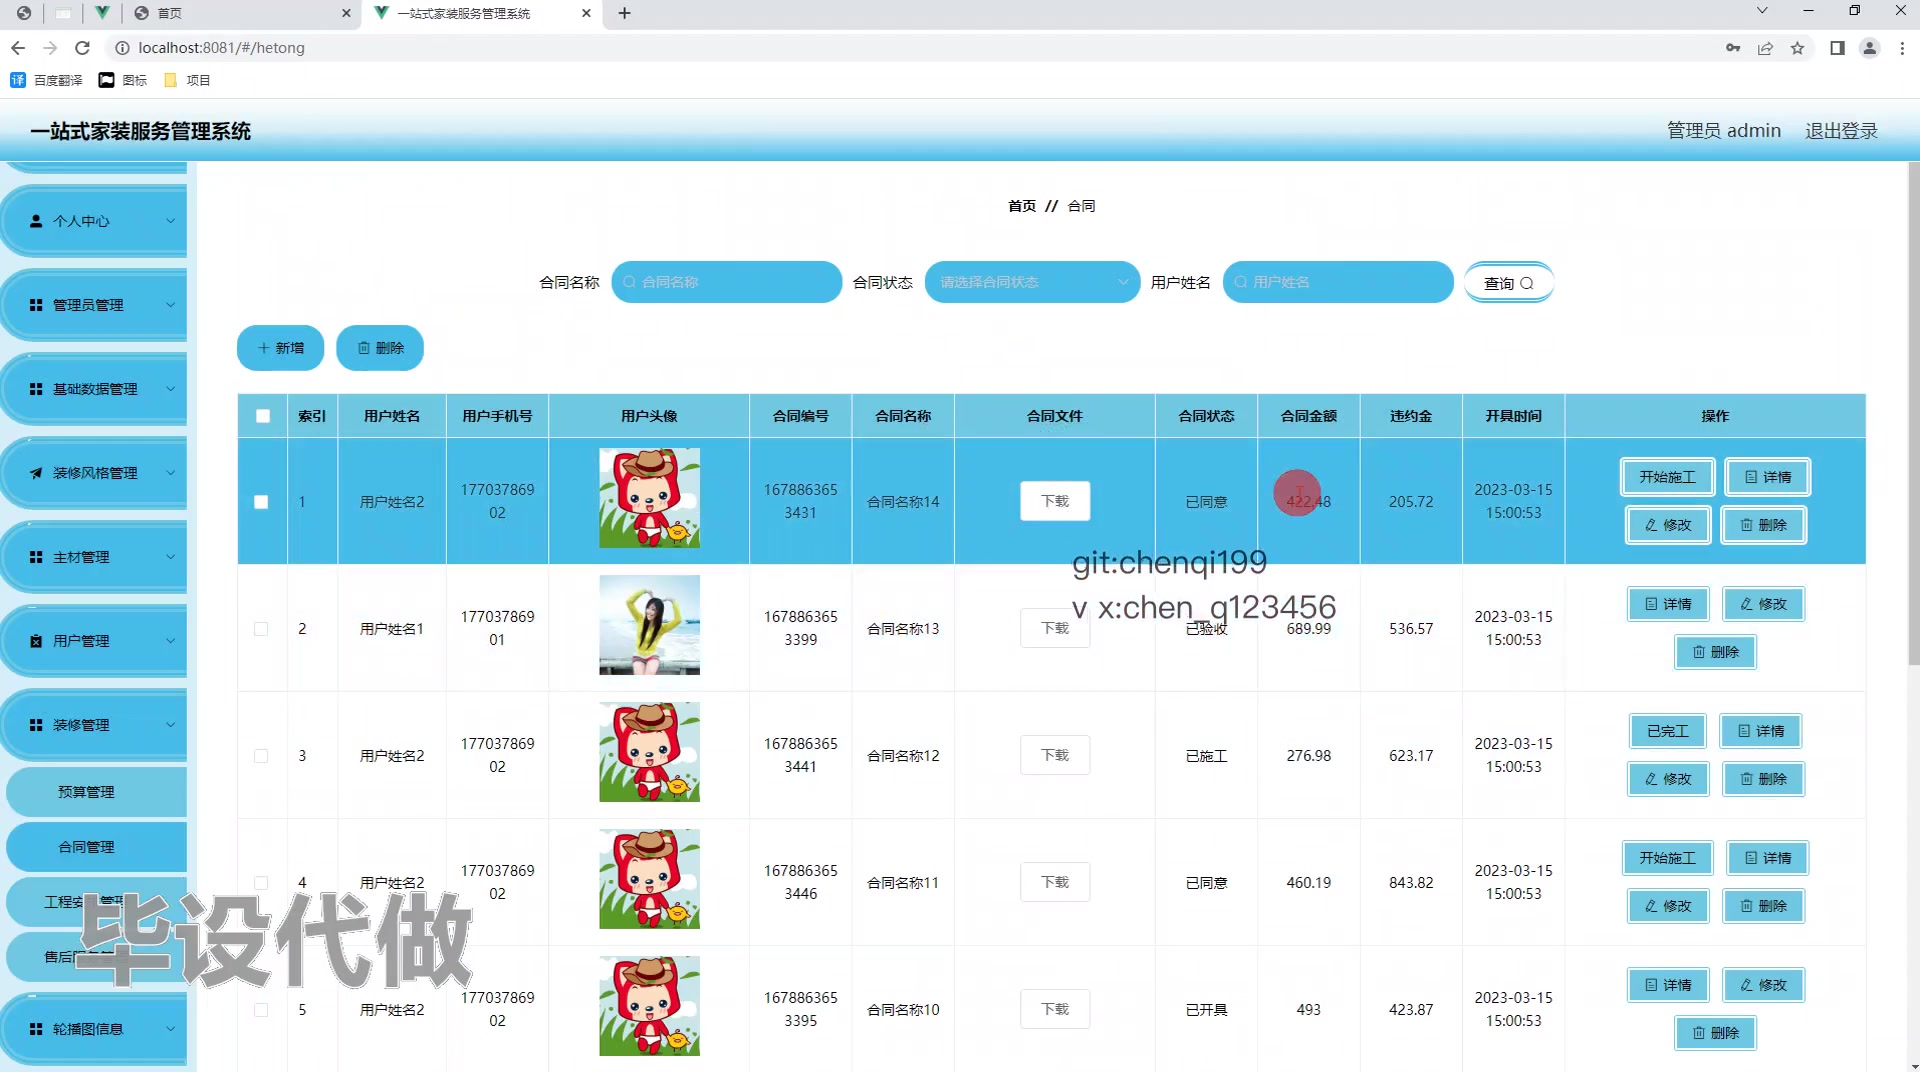 首页
一站式家装服务管理系统
localhost:8081/#/hetong
百度翻译
图标
项目
一站式家装服务管理系统
管理员 admin
退出登录
个人中心
管理员管理
基础数据管理
装修风格管理
主材管理
用户管理
装修管理
预算管理
合同管理
轮播图信息
首页 // 合同
合同名称 合同名称 合同状态 请选择合同状态 用户姓名 用户姓名 查询
新增 删除
索引 用户姓名 用户手机号 用户头像 合同编号 合同名称 合同文件 合同状态 合同金额 违约金 开具时间 操作
1 用户姓名2 17703786902 1678863653431 合同名称14 下载 已同意 422.48 205.72 2023-03-15 15:00:53 开始施工 详情 修改 删除
git:chenqi199
v x:chen_q123456
2 用户姓名1 17703786901 1678863653399 合同名称13 下载 已验收 689.99 536.57 2023-03-15 15:00:53 详情 修改 删除
3 用户姓名2 17703786902 1678863653441 合同名称12 下载 已施工 276.98 623.17 2023-03-15 15:00:53 已完工 详情 修改 删除
4 用户姓名2 17703786902 1678863653446 合同名称11 下载 已同意 460.19 843.82 2023-03-15 15:00:53 开始施工 详情 修改 删除
5 用户姓名2 17703786902 1678863653395 合同名称10 下载 已开具 493 423.87 2023-03-15 15:00:53 详情 修改 删除
毕设代做